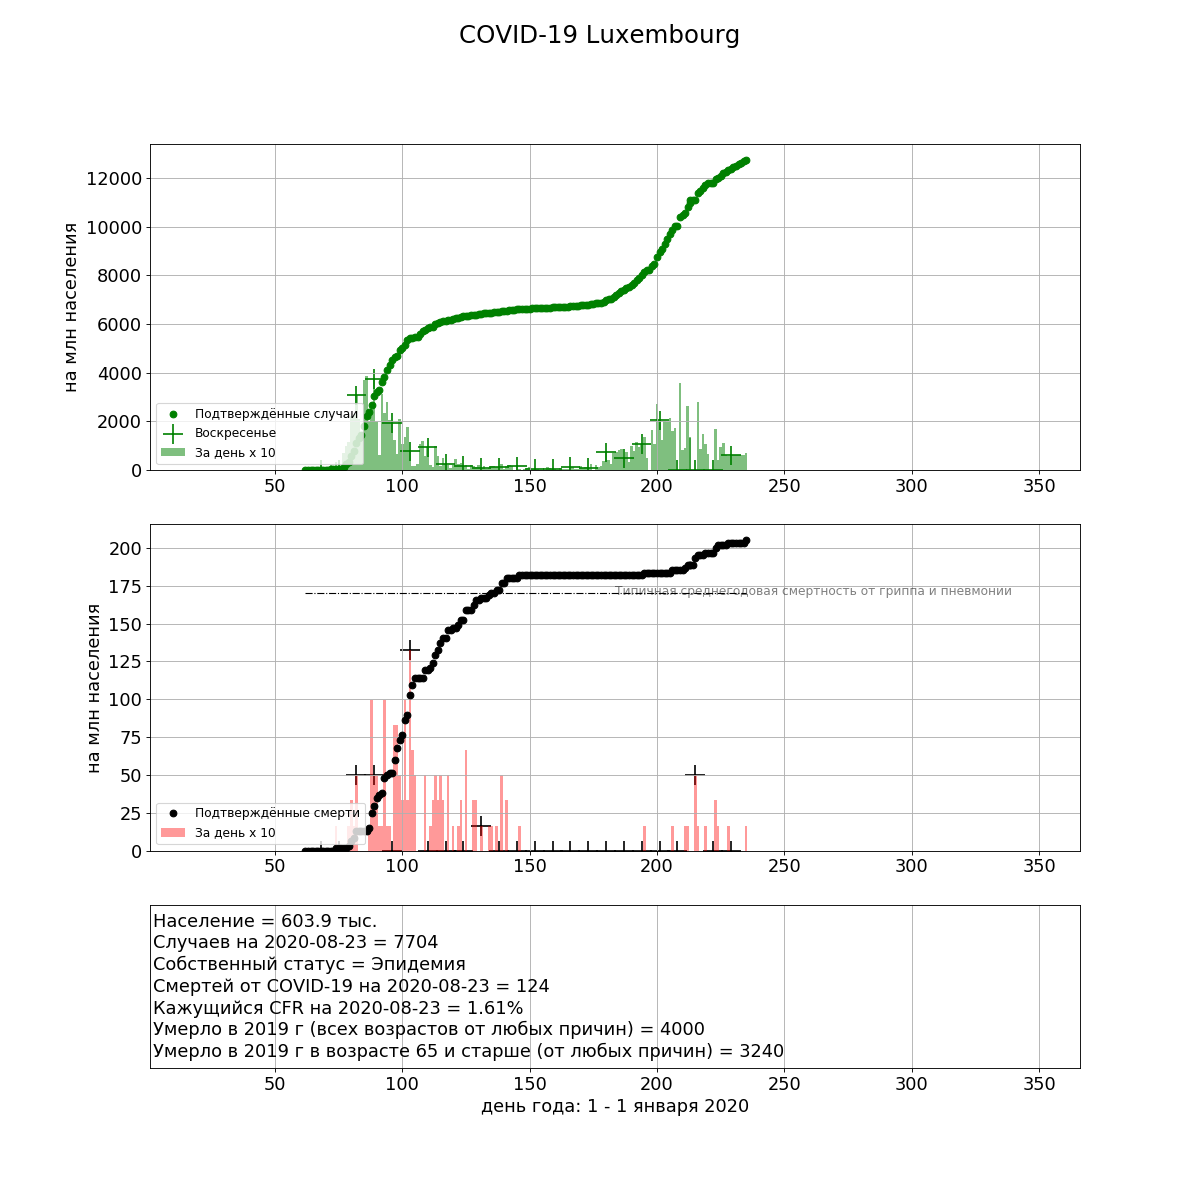 COVID-19 Luxembourg
на млн населения
12000
10000
8000
6000
4000
2000
0
Подтверждённые случаи
Воскресенье
За день x 10
50 100 150 200 250 300 350
на млн населения
200
175
150
125
100
75
50
25
0
Типичная среднегодовая смертность от гриппа и пневмонии
Подтверждённые смерти
За день x 10
50 100 150 200 250 300 350
Население = 603.9 тыс.
Случаев на 2020-08-23 = 7704
Собственный статус = Эпидемия
Смертей от COVID-19 на 2020-08-23 = 124
Кажущийся CFR на 2020-08-23 = 1.61%
Умерло в 2019 г (всех возрастов от любых причин) = 4000
Умерло в 2019 г в возрасте 65 и старше (от любых причин) = 3240
50 100 150 200 250 300 350
день года: 1 - 1 января 2020